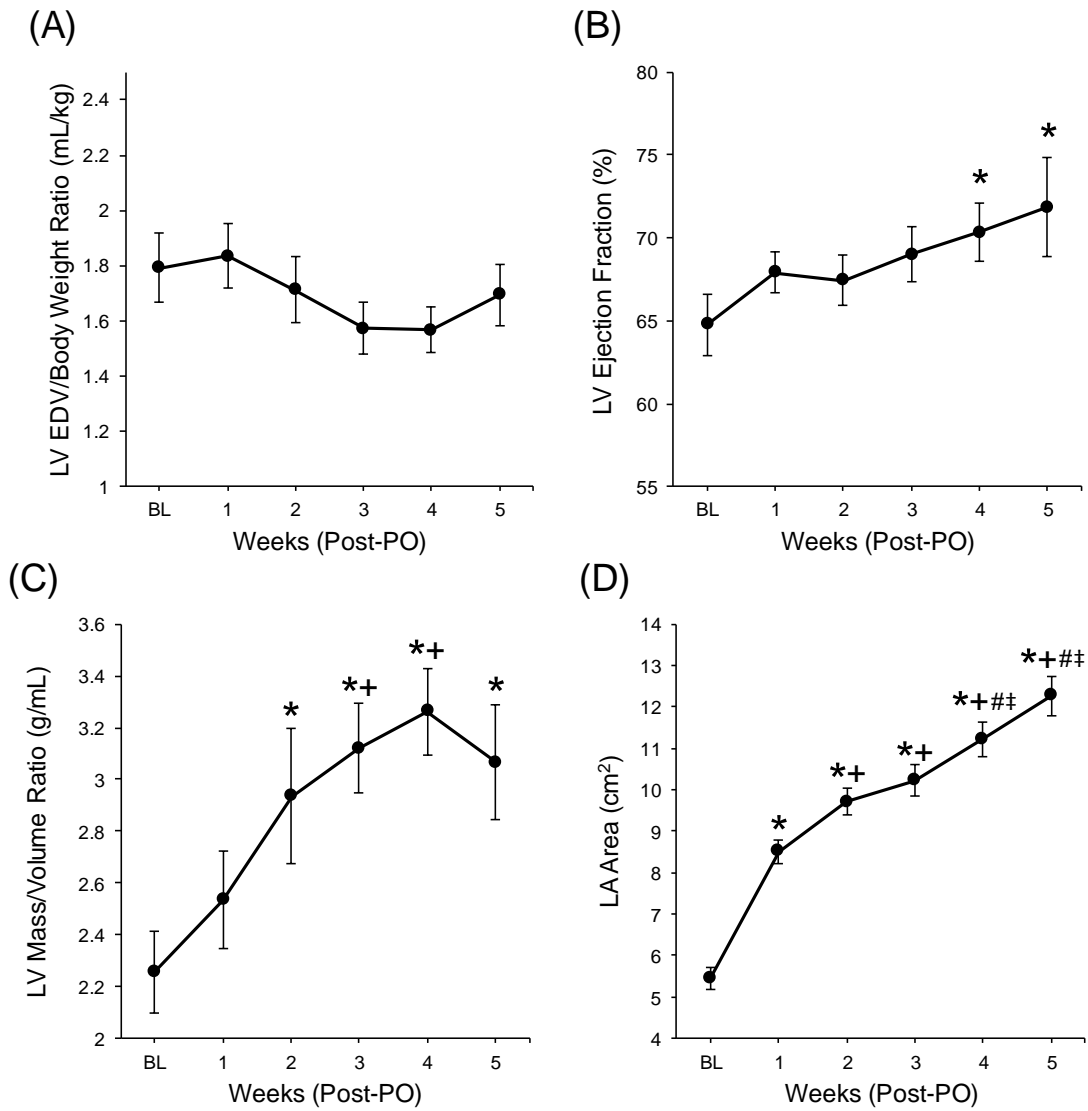 (A)
LV EDV/Body Weight Ratio (mL/kg)
2.4
2.2
2
1.8
1.6
1.4
1.2
1
BL 1 2 3 4 5
Weeks (Post-PO)
(B)
LV Ejection Fraction (%)
80
75
70
65
60
55
* *
BL 1 2 3 4 5
Weeks (Post-PO)
(C)
LV Mass/Volume Ratio (g/mL)
3.6
3.4
3.2
3
2.8
2.6
2.4
2.2
2
* *+ *+ *
BL 1 2 3 4 5
Weeks (Post-PO)
(D)
LA Area (cm²)
14
13
12
11
10
9
8
7
6
5
4
* *+ *+ *+#‡ *+#‡
BL 1 2 3 4 5
Weeks (Post-PO)